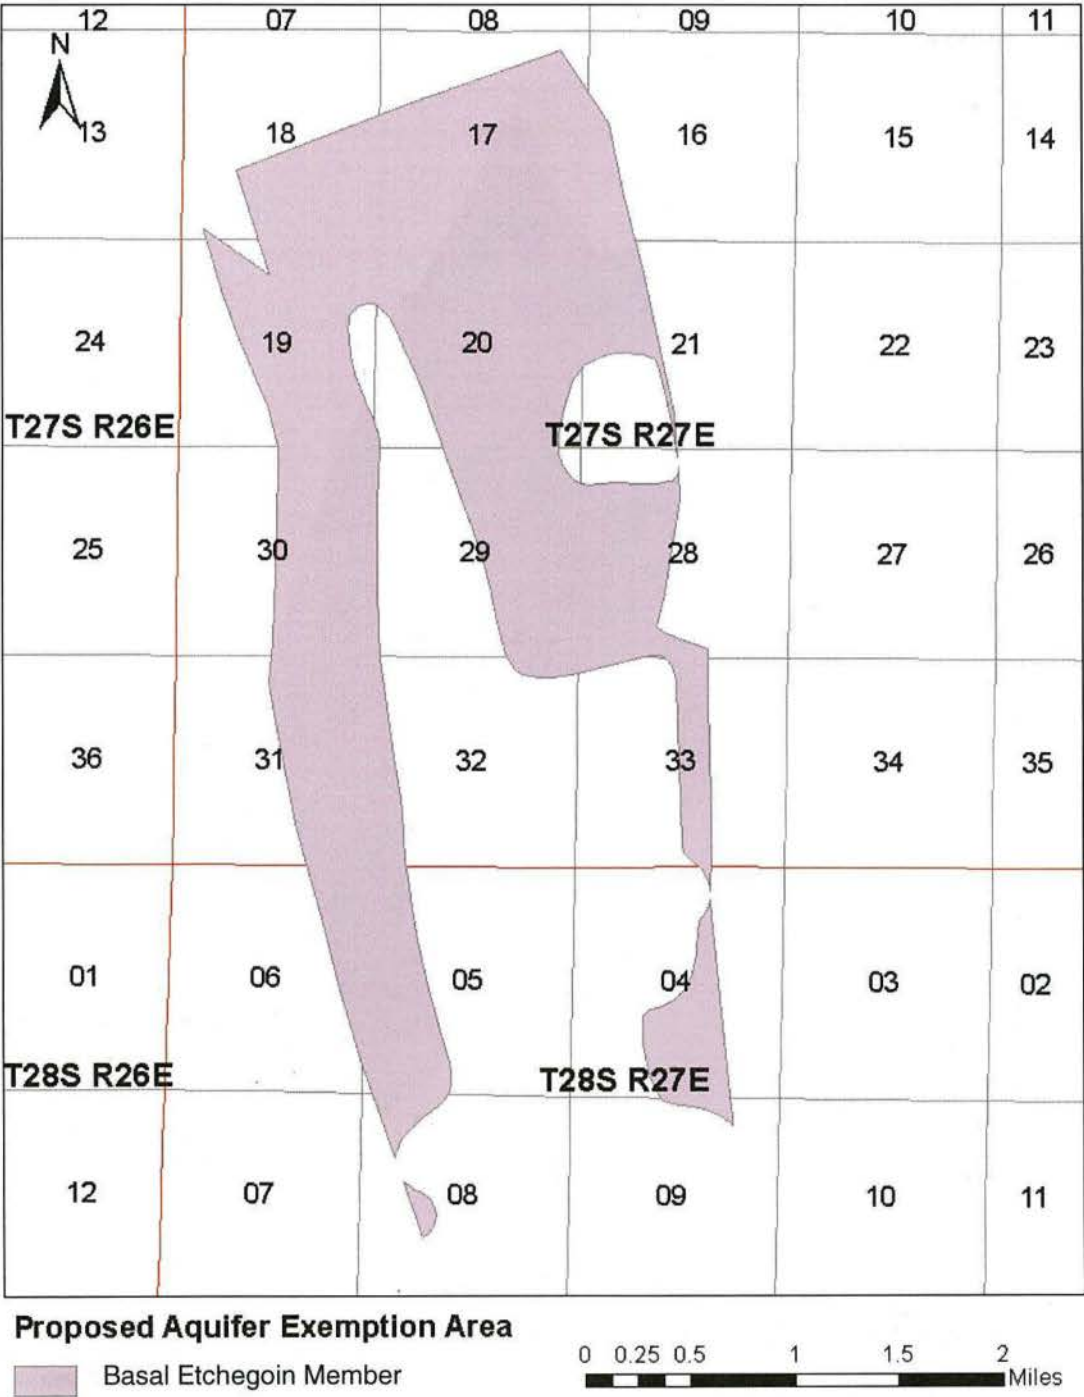 12 07 08 09 10 11
N
13 18 17 16 15 14
24 19 20 21 22 23
T27S R26E T27S R27E
25 30 29 28 27 26
36 31 32 33 34 35
01 06 05 04 03 02
T28S R26E T28S R27E
12 07 08 09 10 11
Proposed Aquifer Exemption Area
Basal Etchegoin Member
0 0.25 0.5 1 1.5 2
Miles